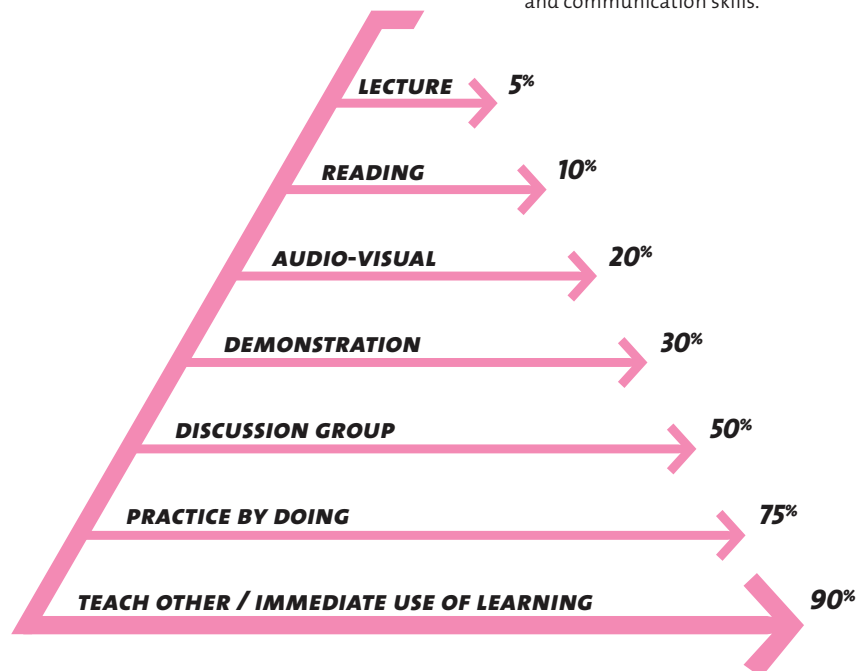 and communication skills.
LECTURE 5%
READING 10%
AUDIO-VISUAL 20%
DEMONSTRATION 30%
DISCUSSION GROUP 50%
PRACTICE BY DOING 75%
TEACH OTHER / IMMEDIATE USE OF LEARNING 90%